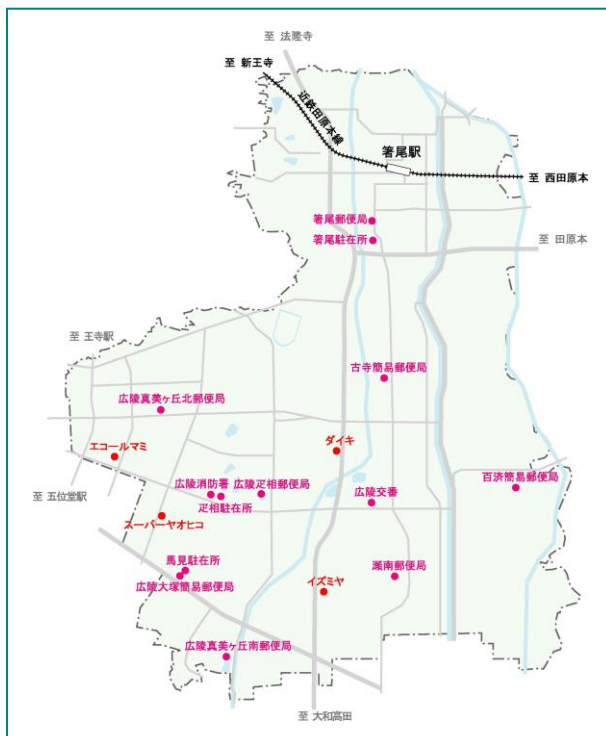 至 法隆寺
至 新王寺
近鉄田原本線
箸尾駅
至 西田原本
箸尾郵便局
箸尾駐在所
至 田原本
至 王寺駅
古寺簡易郵便局
広陵真美ヶ丘北郵便局
ダイキ
エコールマミ
百済簡易郵便局
広陵消防署
広陵疋相郵便局
広陵交番
至 五位堂駅
疋相駐在所
スーパーヤオヒコ
馬見駐在所
瀬南郵便局
広陵大塚簡易郵便局
イズミヤ
広陵真美ヶ丘南郵便局
至 大和高田